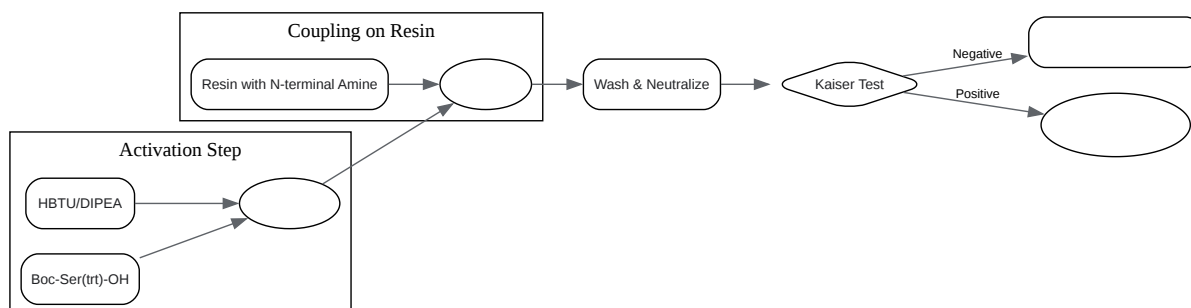 Coupling on Resin
Resin with N-terminal Amine
Wash & Neutralize
Kaiser Test
Negative
Positive
Activation Step
HBTU/DIPEA
Boc-Ser(trt)-OH